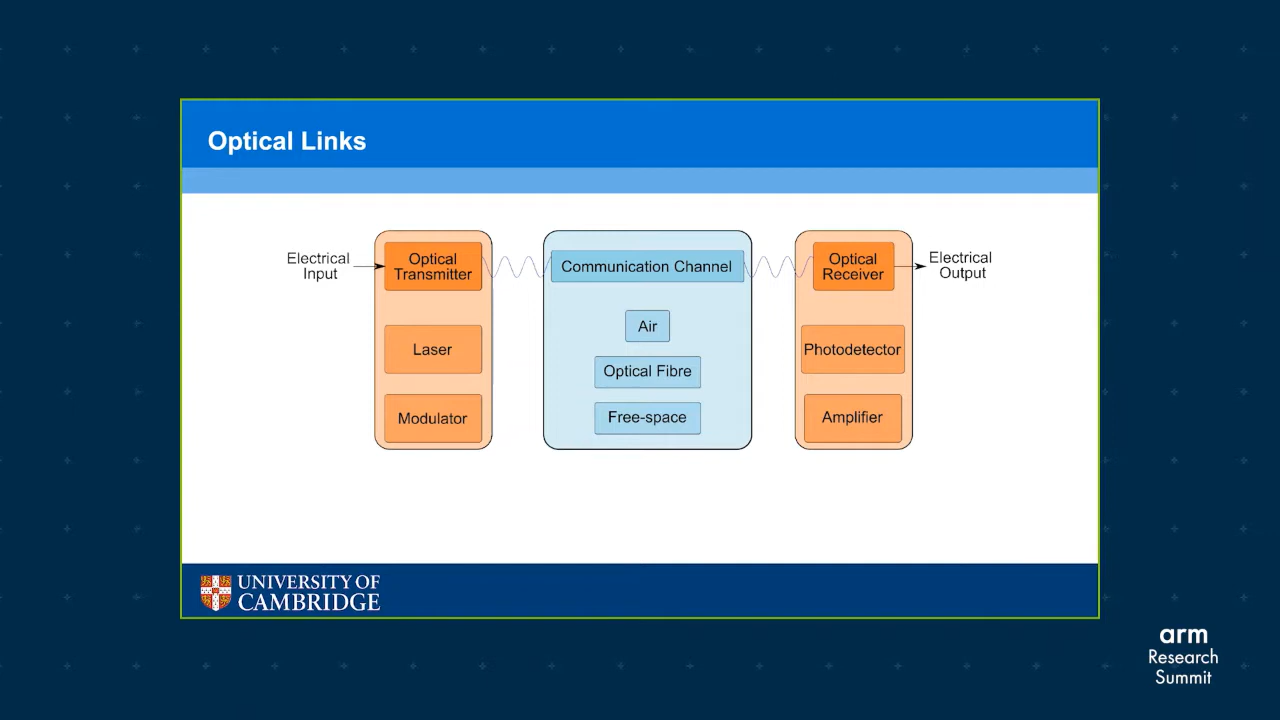 Optical Links
Electrical
Input
Optical
Transmitter
Laser
Modulator
Communication Channel
Air
Optical Fibre
Free-space
Optical
Receiver
Photodetector
Amplifier
Electrical
Output
UNIVERSITY OF
CAMBRIDGE
arm
Research
Summit